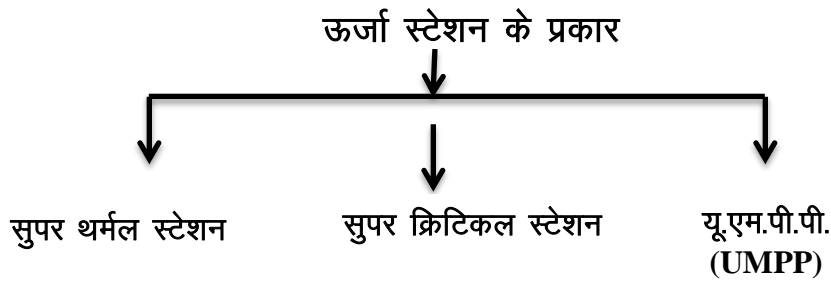 ऊर्जा स्टेशन के प्रकार
सुपर थर्मल स्टेशन
सुपर क्रिटिकल स्टेशन
यू.एम.पी.पी.
(UMPP)